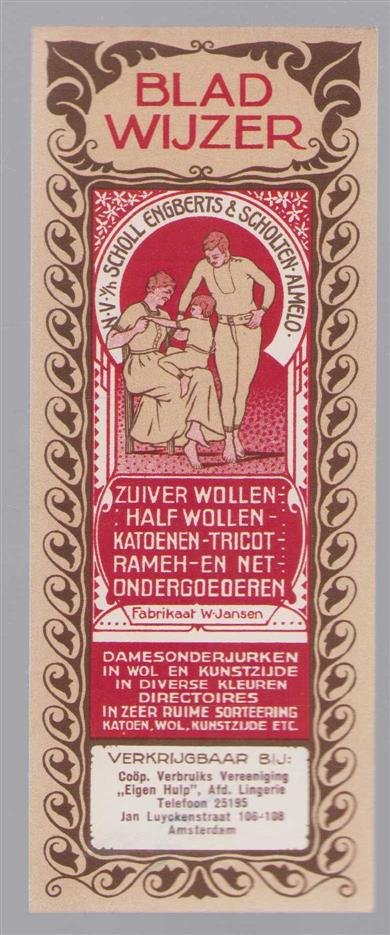 BLAD
WIJZER
N·V·V/h SCHOLL ENGBERTS & SCHOLTEN·ALMELO·
ZUIVER WOLLEN-
HALF WOLLEN-
KATOENEN-TRICOT-
RAMEH-EN NET-
ONDERGOEDEREN
Fabrikaat W·Jansen
DAMESONDERJURKEN
IN WOL EN KUNSTZIJDE
IN DIVERSE KLEUREN
DIRECTOIRES
IN ZEER RUIME SORTEERING
KATOEN, WOL, KUNSTZIJDE ETC.
VERKRIJGBAAR BIJ:
Coöp. Verbruiks Vereeniging
„Eigen Hulp", Afd. Lingerie
Telefoon 25195
Jan Luyckenstraat 106-108
Amsterdam